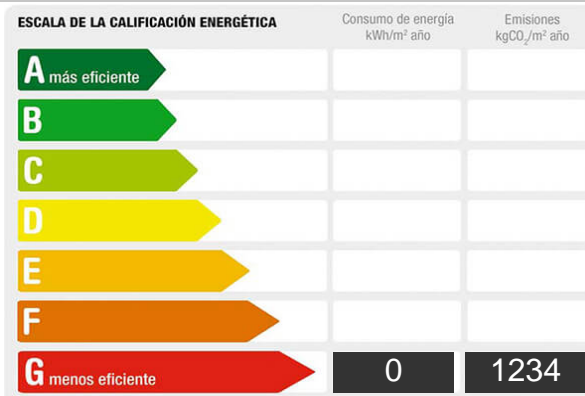 ESCALA DE LA CALIFICACIÓN ENERGÉTICA
Consumo de energía
kWh/m² año
Emisiones
kgCO₂/m² año
A más eficiente
B
C
D
E
F
G menos eficiente
0
1234